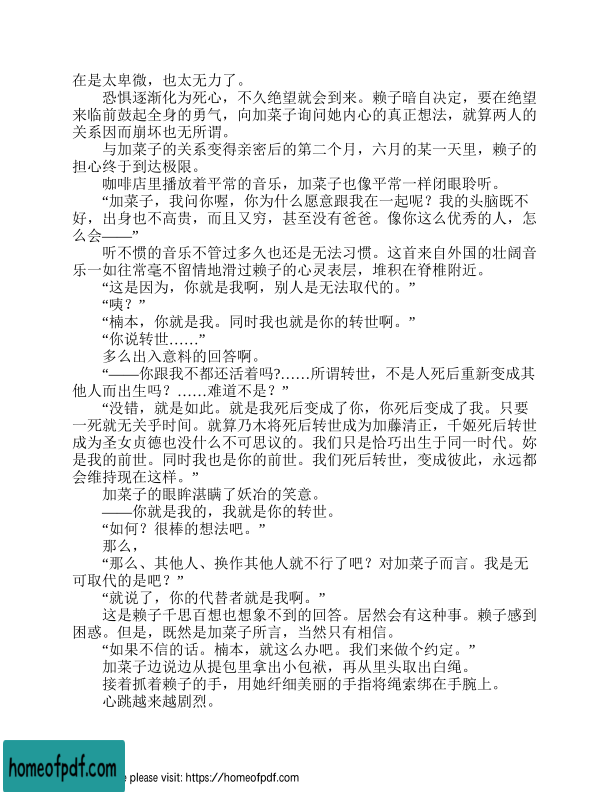 在是太卑微，也太无力了。
恐惧逐渐化为死心，不久绝望就会到来。赖子暗自决定，要在绝望
来临前鼓起全身的勇气，向加菜子询问她内心的真正想法，就算两人的
关系因而崩坏也无所谓。
与加菜子的关系变得亲密后的第二个月，六月的某一天里，赖子的
担心终于到达极限。
咖啡店里播放着平常的音乐，加菜子也像平常一样闭眼聆听。
“加菜子，我问你喔，你为什么愿意跟我在一起呢？我的头脑既不
好，出身也不高贵，而且又穷，甚至没有爸爸。像你这么优秀的人，怎
么会——”
听不惯的音乐不管过多久也还是无法习惯。这首来自外国的壮阔音
乐一如往常毫不留情地滑过赖子的心灵表层，堆积在脊椎附近。
“这是因为，你就是我啊，别人是无法取代的。”
“咦？”
“楠本，你就是我。同时我也就是你的转世啊。”
“你说转世……”
多么出入意料的回答啊。
“——你跟我不都还活着吗?……所谓转世，不是人死后重新变成其
他人而出生吗？……难道不是？”
“没错，就是如此。就是我死后变成了你，你死后变成了我。只要
一死就无关乎时间。就算乃木将死后转世成为加藤清正，千姬死后转世
成为圣女贞德也没什么不可思议的。我们只是恰巧出生于同一时代。妳
是我的前世。同时我也是你的前世。我们死后转世，变成彼此，永远都
会维持现在这样。”
加菜子的眼眸湛瞒了妖冶的笑意。
——你就是我的，我就是你的转世。
“如何？很棒的想法吧。”
那么，
“那么、其他人、换作其他人就不行了吧？对加菜子而言。我是无
可取代的是吧？”
“就说了，你的代替者就是我啊。”
这是赖子千思百想也想象不到的回答。居然会有这种事。赖子感到
困惑。但是，既然是加菜子所言，当然只有相信。
“如果不信的话。楠本，就这么办吧。我们来做个约定。”
加菜子边说边从提包里拿出小包袱，再从里头取出白绳。
接着抓着赖子的手，用她纤细美丽的手指将绳索绑在手腕上。
心跳越来越剧烈。
homeofpdf.com
e please visit: https://homeofpdf.com